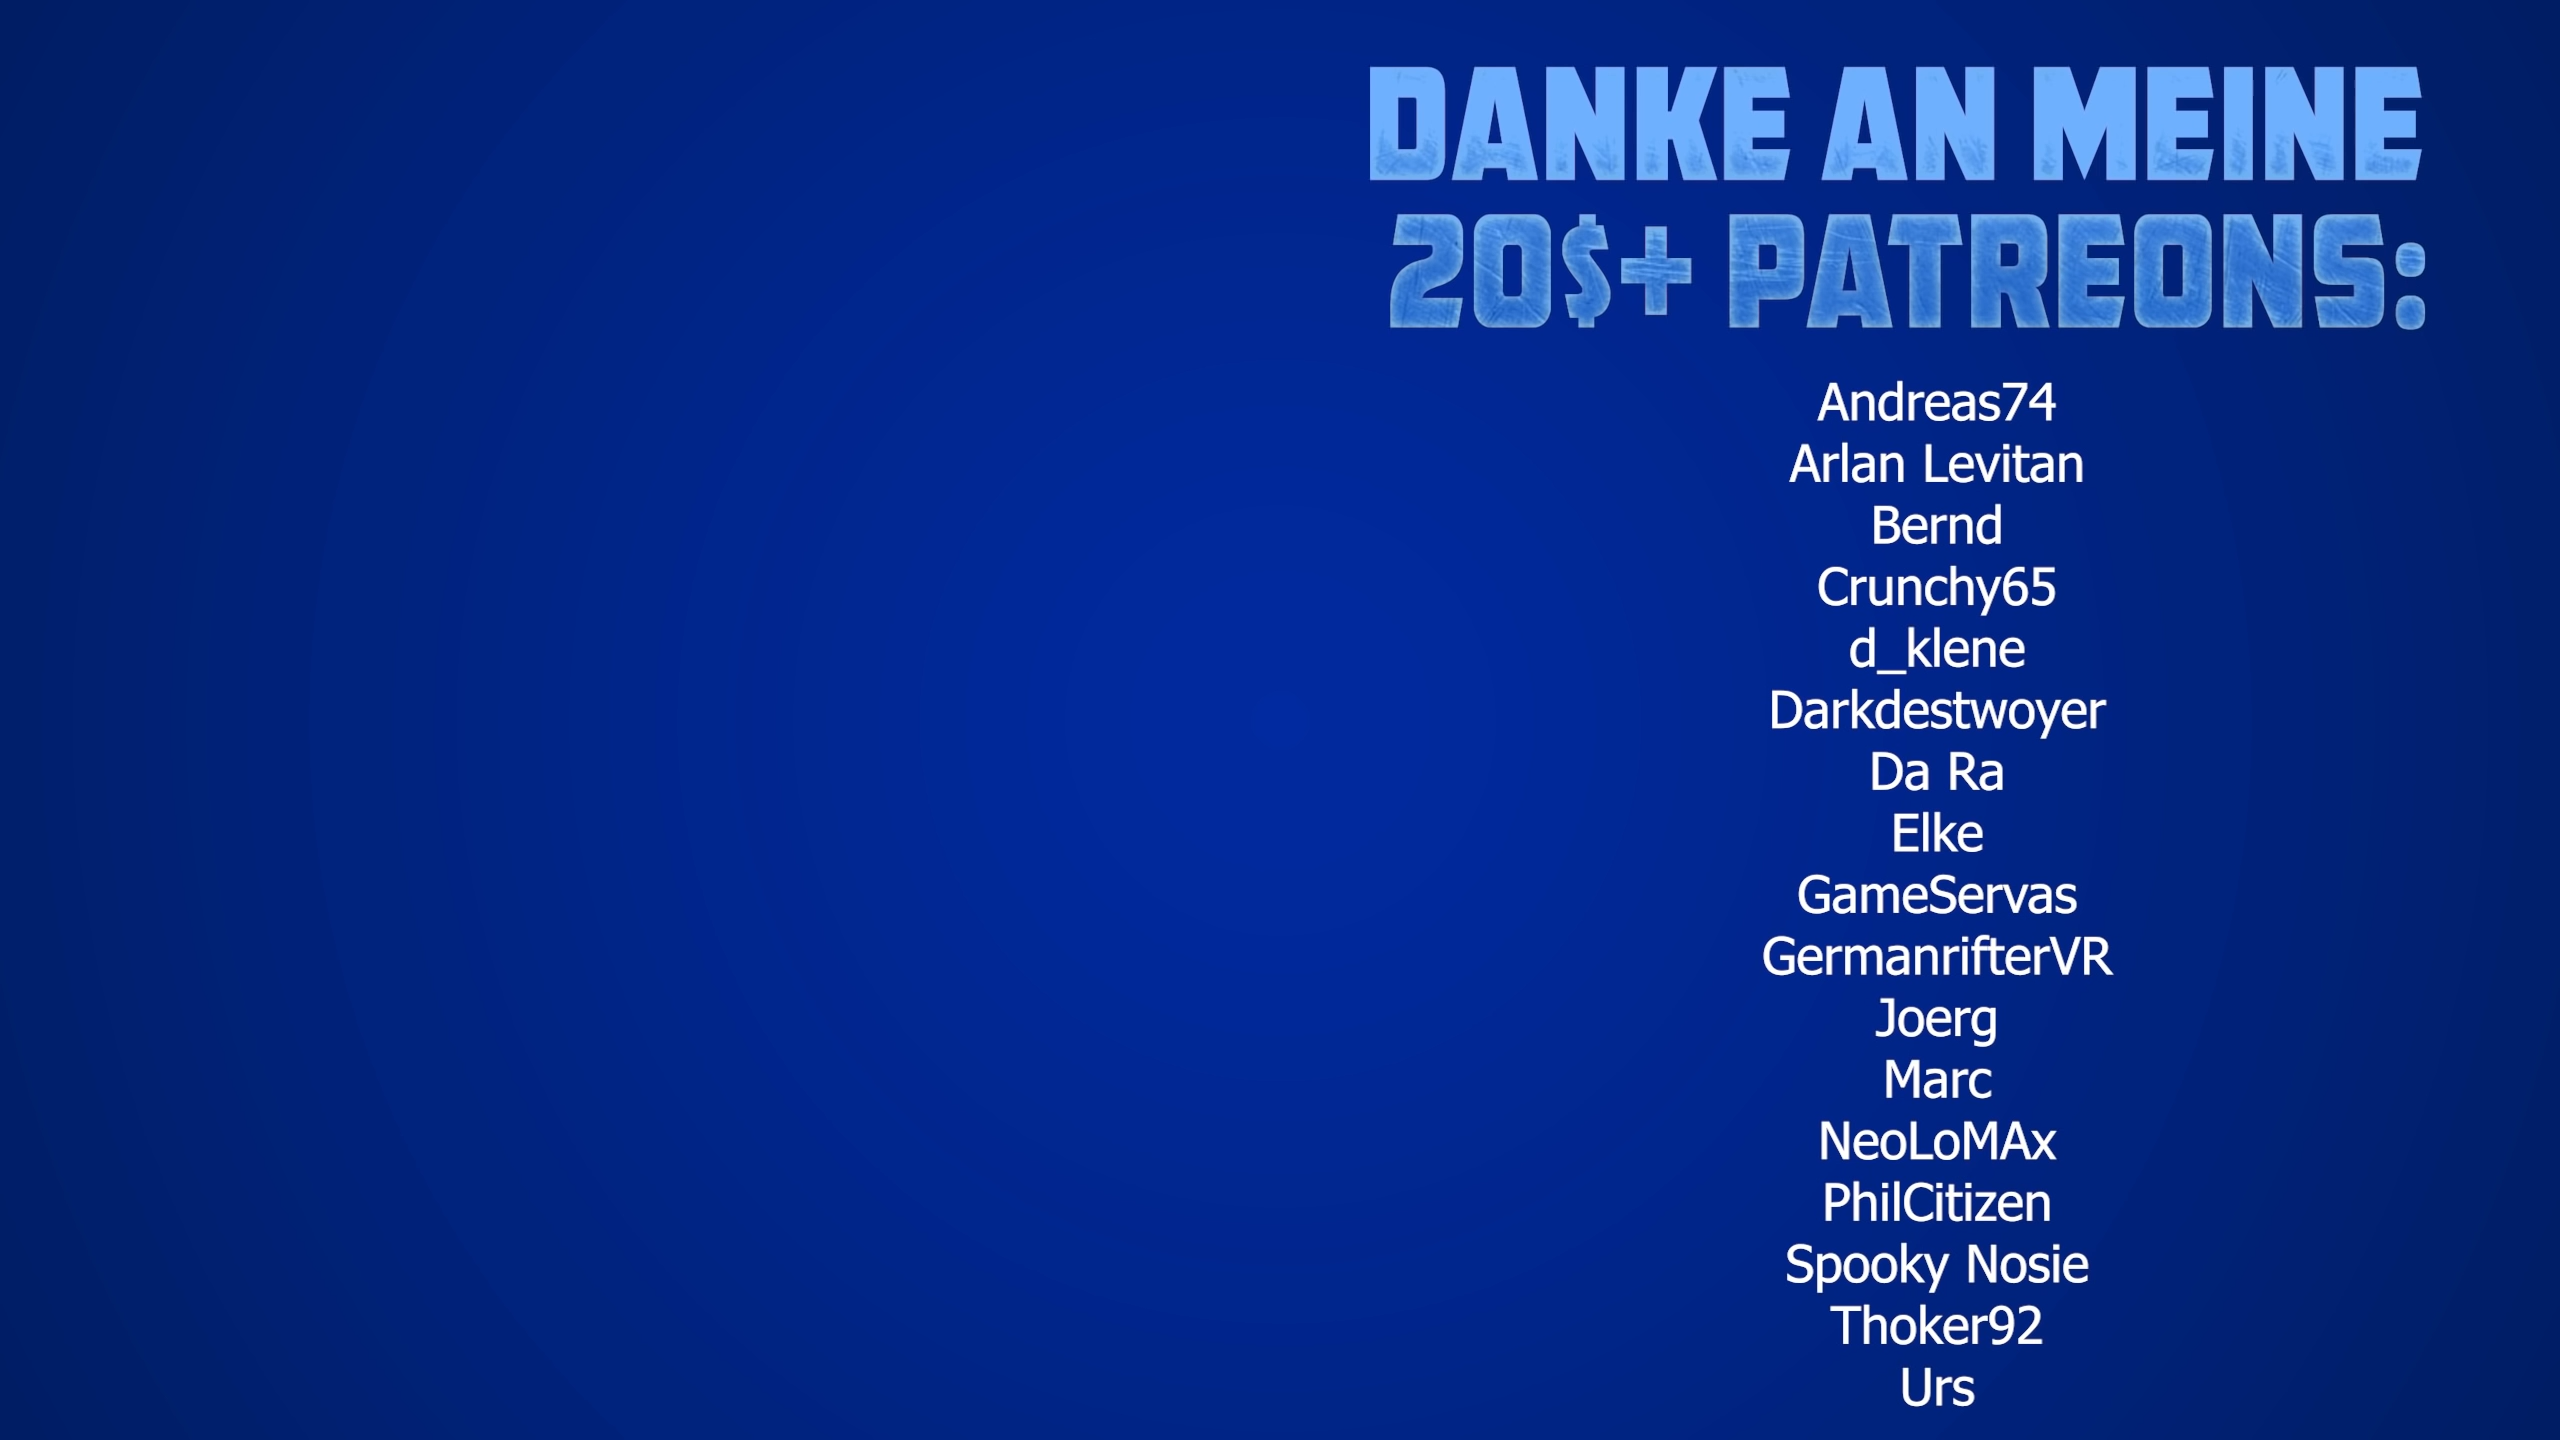 DANKE AN MEINE
20$+ PATREONS:
Andreas74
Arlan Levitan
Bernd
Crunchy65
d_klene
Darkdestwoyer
Da Ra
Elke
GameServas
GermanrifterVR
Joerg
Marc
NeoLoMAx
PhilCitizen
Spooky Nosie
Thoker92
Urs